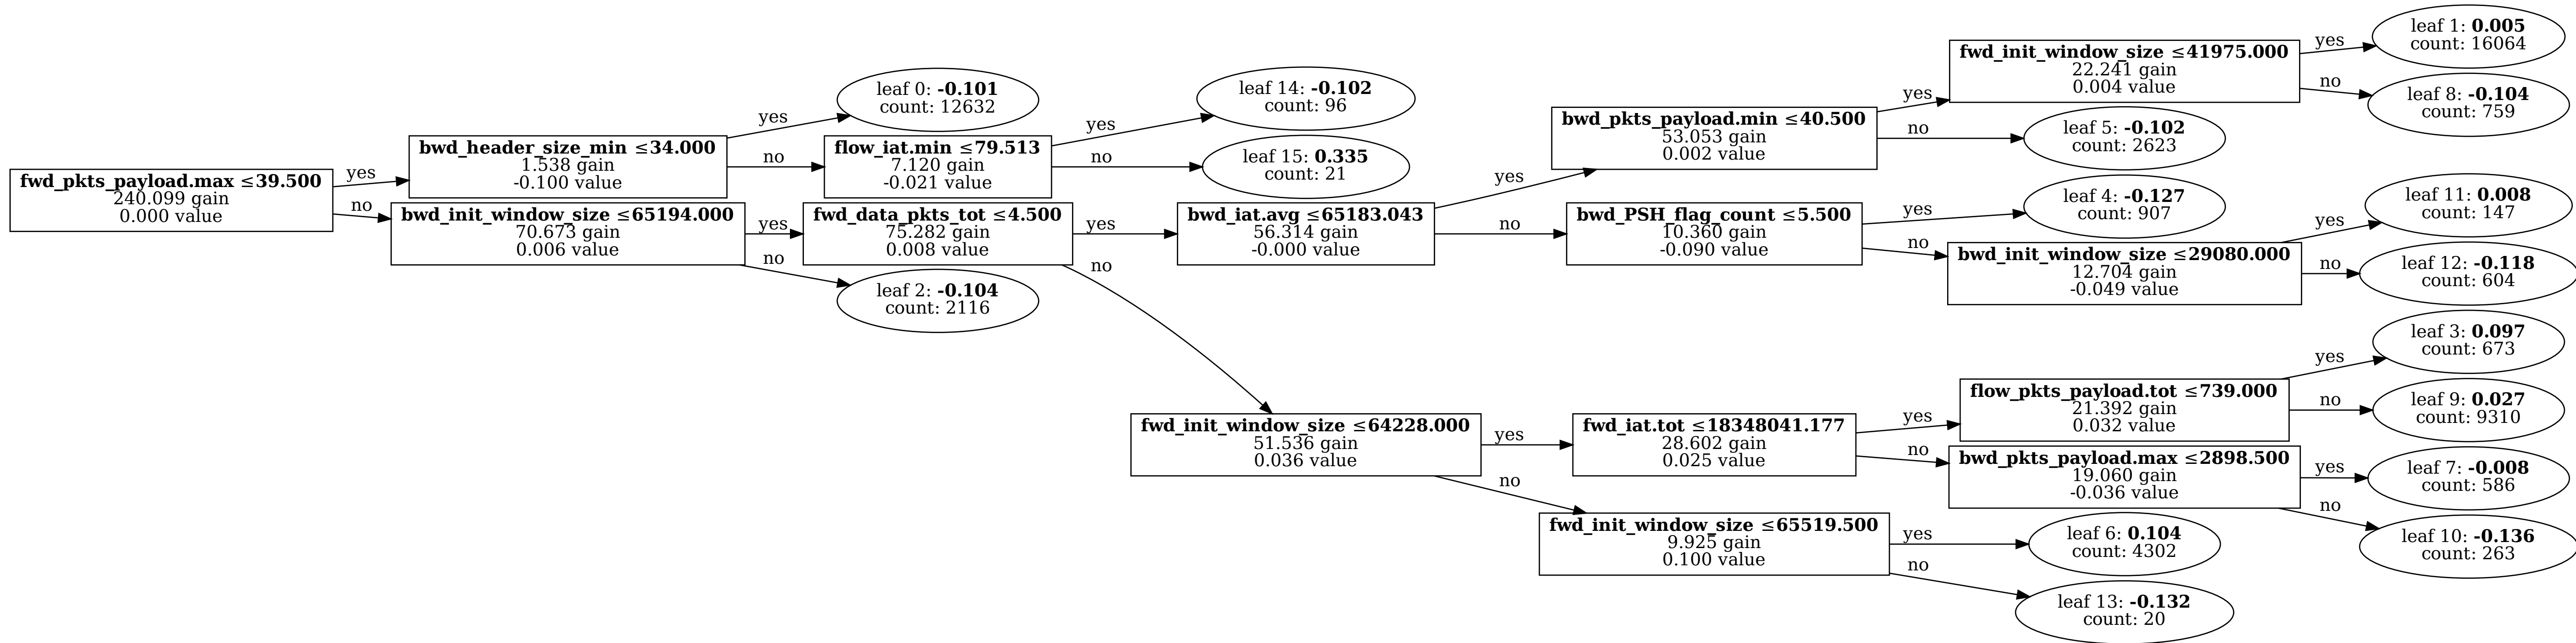 fwd_pkts_payload.max ≤39.500
240.099 gain
0.000 value
yes
no
bwd_header_size_min ≤34.000
1.538 gain
-0.100 value
yes
no
bwd_init_window_size ≤65194.000
70.673 gain
0.006 value
yes
no
leaf 0: -0.101
count: 12632
flow_iat.min ≤79.513
7.120 gain
-0.021 value
yes
no
fwd_data_pkts_tot ≤4.500
75.282 gain
0.008 value
yes
no
leaf 2: -0.104
count: 2116
leaf 14: -0.102
count: 96
leaf 15: 0.335
count: 21
bwd_iat.avg ≤65183.043
56.314 gain
-0.000 value
yes
no
fwd_init_window_size ≤64228.000
51.536 gain
0.036 value
yes
no
bwd_pkts_payload.min ≤40.500
53.053 gain
0.002 value
yes
no
bwd_PSH_flag_count ≤5.500
10.360 gain
-0.090 value
yes
no
fwd_iat.tot ≤18348041.177
28.602 gain
0.025 value
yes
no
fwd_init_window_size ≤65519.500
9.925 gain
0.100 value
yes
no
fwd_init_window_size ≤41975.000
22.241 gain
0.004 value
yes
no
leaf 5: -0.102
count: 2623
leaf 4: -0.127
count: 907
bwd_init_window_size ≤29080.000
12.704 gain
-0.049 value
yes
no
flow_pkts_payload.tot ≤739.000
21.392 gain
0.032 value
yes
no
bwd_pkts_payload.max ≤2898.500
19.060 gain
-0.036 value
yes
no
leaf 6: 0.104
count: 4302
leaf 13: -0.132
count: 20
leaf 1: 0.005
count: 16064
leaf 8: -0.104
count: 759
leaf 11: 0.008
count: 147
leaf 12: -0.118
count: 604
leaf 3: 0.097
count: 673
leaf 9: 0.027
count: 9310
leaf 7: -0.008
count: 586
leaf 10: -0.136
count: 263